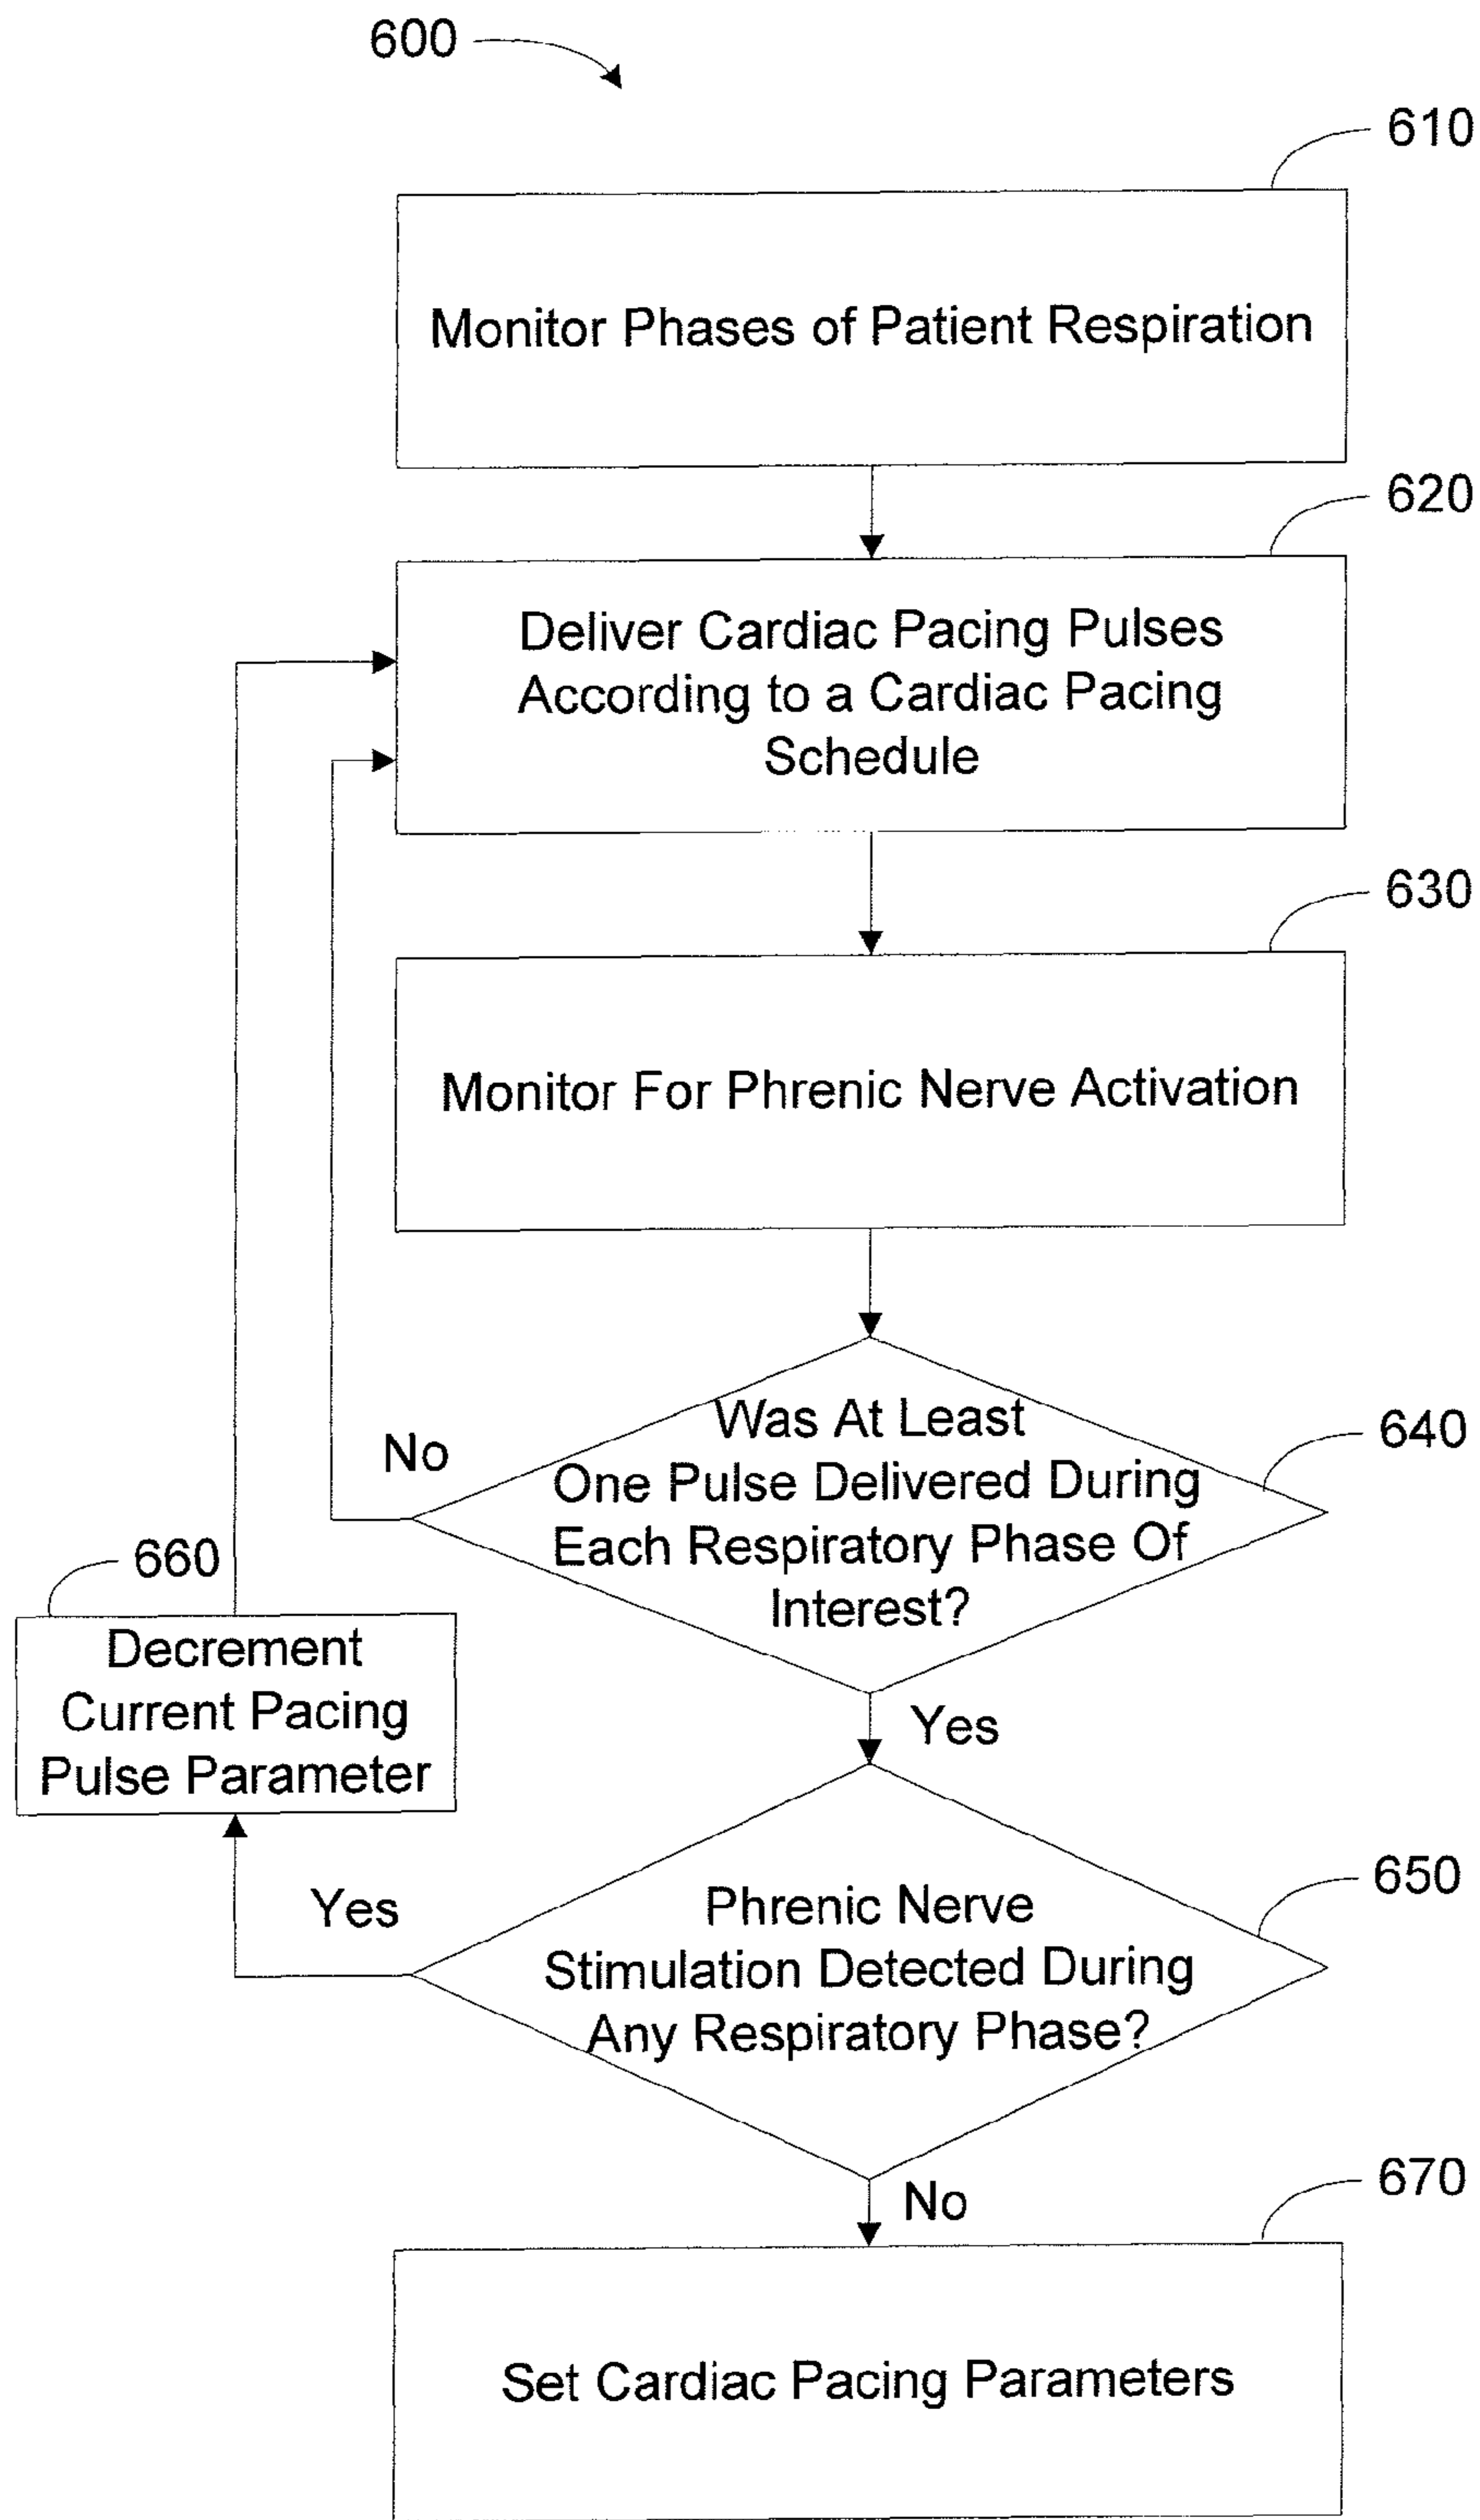 600
610
Monitor Phases of Patient Respiration
620
Deliver Cardiac Pacing Pulses
According to a Cardiac Pacing
Schedule
630
Monitor For Phrenic Nerve Activation
640
Was At Least
One Pulse Delivered During
Each Respiratory Phase Of
Interest?
No
660
Decrement
Current Pacing
Pulse Parameter
Yes
650
Phrenic Nerve
Stimulation Detected During
Any Respiratory Phase?
Yes
No
670
Set Cardiac Pacing Parameters